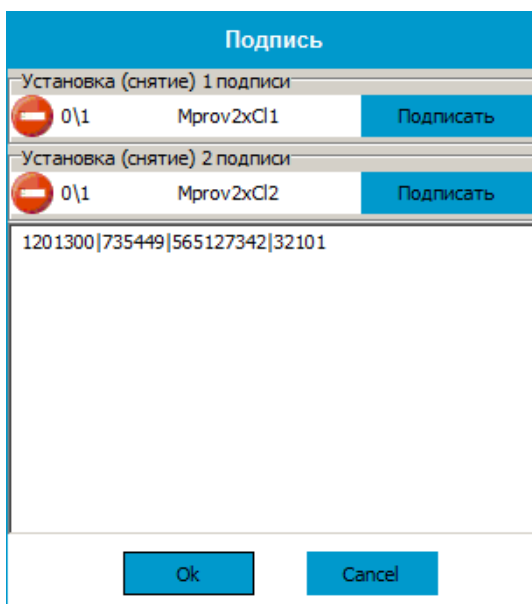 Подпись
Установка (снятие) 1 подписи
0\1 Mprov2xCl1 Подписать
Установка (снятие) 2 подписи
0\1 Mprov2xCl2 Подписать
1201300|735449|565127342|32101
Ok Cancel